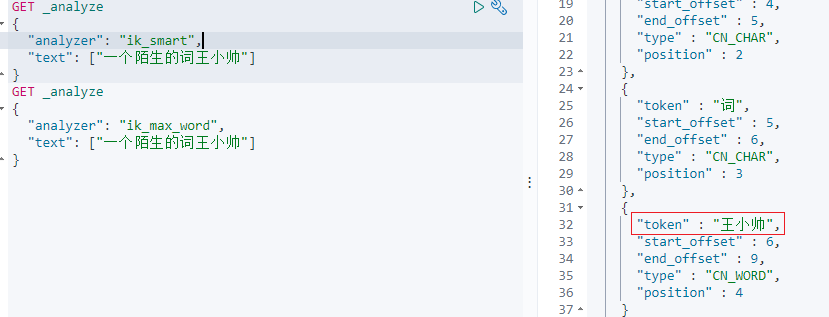 GET _analyze
{
  "analyzer": "ik_smart",
  "text": ["一个陌生的词王小帅"]
}
GET _analyze
{
  "analyzer": "ik_max_word",
  "text": ["一个陌生的词王小帅"]
}
19 "start_offset" : 4,
20 "end_offset" : 5,
21 "type" : "CN_CHAR",
22 "position" : 2
23 },
24 {
25 "token" : "词",
26 "start_offset" : 5,
27 "end_offset" : 6,
28 "type" : "CN_CHAR",
29 "position" : 3
30 },
31 {
32 "token" : "王小帅",
33 "start_offset" : 6,
34 "end_offset" : 9,
35 "type" : "CN_WORD",
36 "position" : 4
37 }